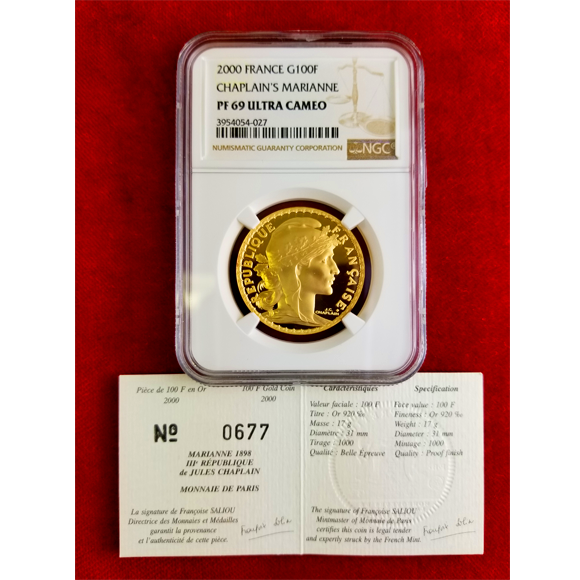 2000 FRANCE G100F
CHAPLAIN'S MARIANNE
PF 69 ULTRA CAMEO
3954054-027
NUMISMATIC GUARANTY CORPORATION
NGC
REPUBLIQUE FRANÇAISE.
J.C.
CHAPLAIN
Pièce de 100 F en Or
2000
100 F Gold Coin
2000
Nº 0677
MARIANNE 1898
IIIe RÉPUBLIQUE
de JULES CHAPLAIN
MONNAIE DE PARIS
La signature de Françoise SALIOU
Directrice des Monnaies et Médailles
garantit la provenance
et l'authenticité de cette pièce.
Caractéristiques
Valeur faciale : 100 F
Titre : Or 920 ‰
Masse : 17 g
Diamètre : 31 mm
Tirage : 1000
Qualité : Belle Épreuve
Specification
Face value : 100 F
Fineness : Or 920 ‰
Weight : 17 g
Diameter : 31 mm
Mintage : 1000
Quality : Proof finish
The signature of Françoise SALIOU
Mintmaster of Monnaie de Paris
certifies this coin is legal tender
and expertly struck by the French Mint.